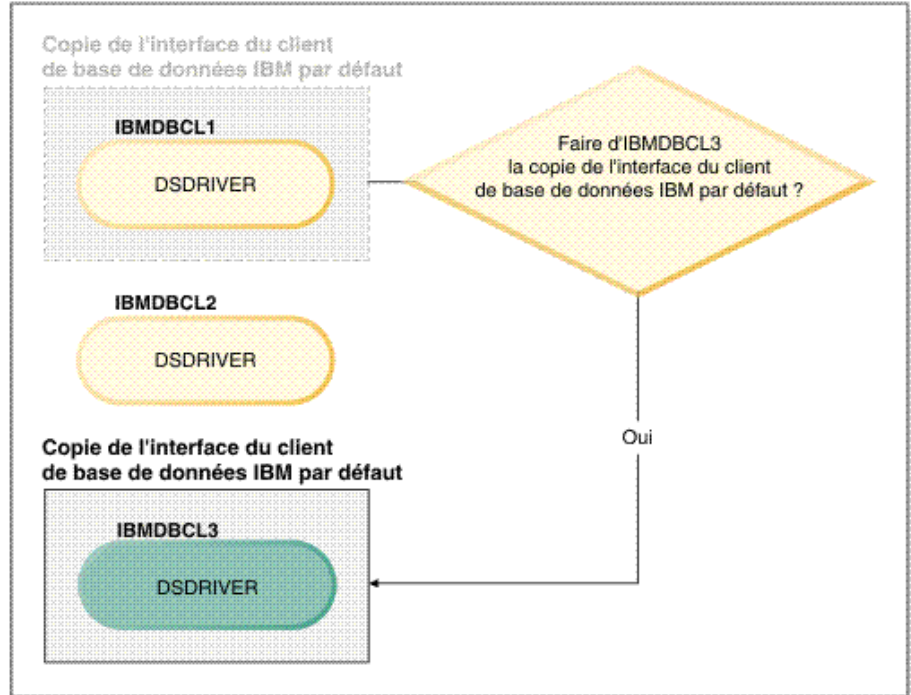 Copie de l'interface du client
de base de données IBM par défaut
IBMDBCL1
DSDRIVER
Faire d'IBMDBCL3
la copie de l'interface du client
de base de données IBM par défaut ?
IBMDBCL2
DSDRIVER
Oui
Copie de l'interface du client
de base de données IBM par défaut
IBMDBCL3
DSDRIVER